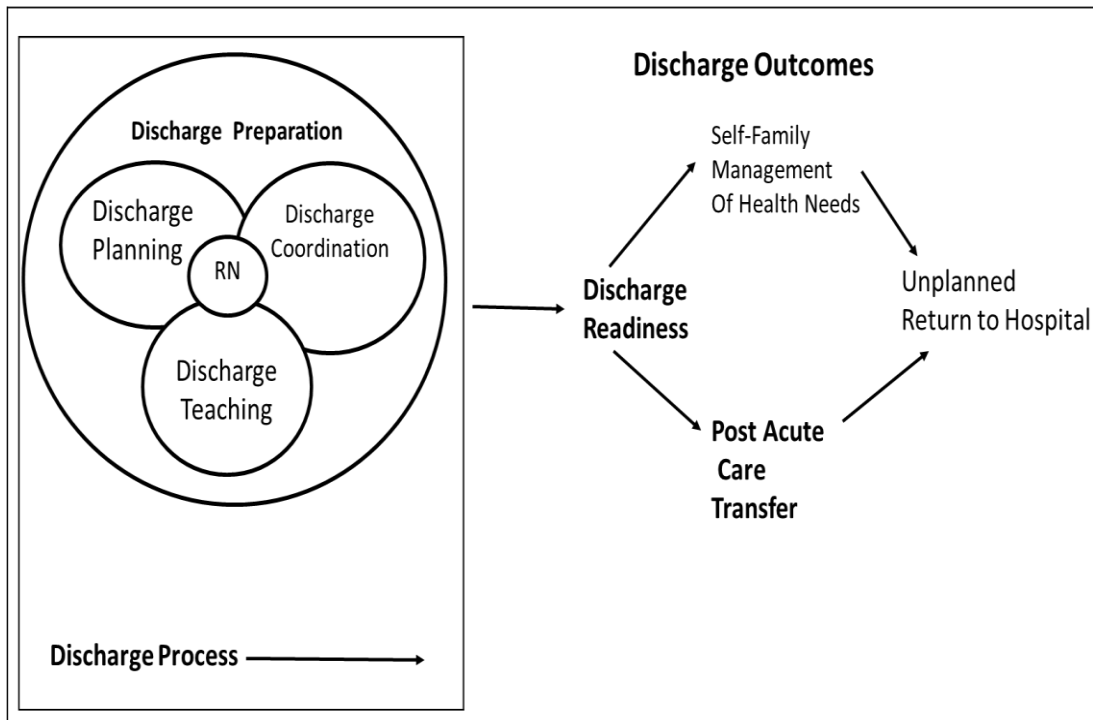 Discharge Preparation
Discharge
Planning
Discharge
Coordination
RN
Discharge
Teaching
Discharge Process
Discharge Outcomes
Self-Family
Management
Of Health Needs
Discharge
Readiness
Unplanned
Return to Hospital
Post Acute
Care
Transfer